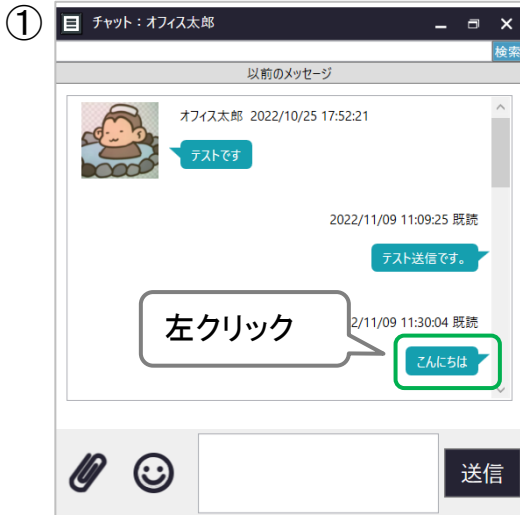 ①
チャット：オフィス太郎
検索
以前のメッセージ
オフィス太郎 2022/10/25 17:52:21
テストです
2022/11/09 11:09:25 既読
テスト送信です。
左クリック
2/11/09 11:30:04 既読
こんにちは
送信